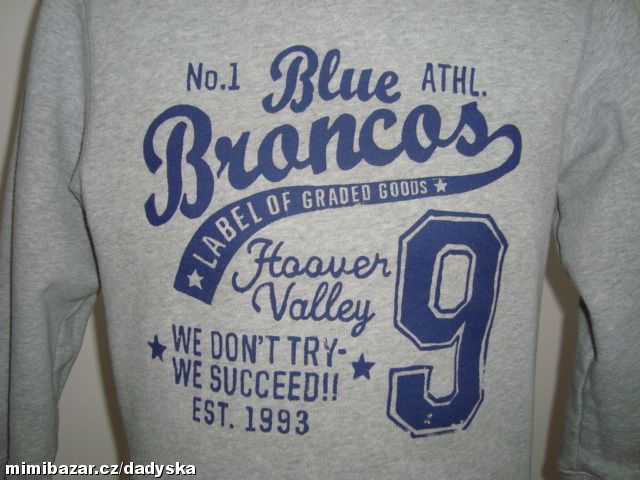 No.1 Blue ATHL.
Broncos
LABEL OF GRADED GOODS
Hoover
Valley
9
WE DON'T TRY-
WE SUCCEED!!
EST. 1993
mimibazar.cz/dadyska